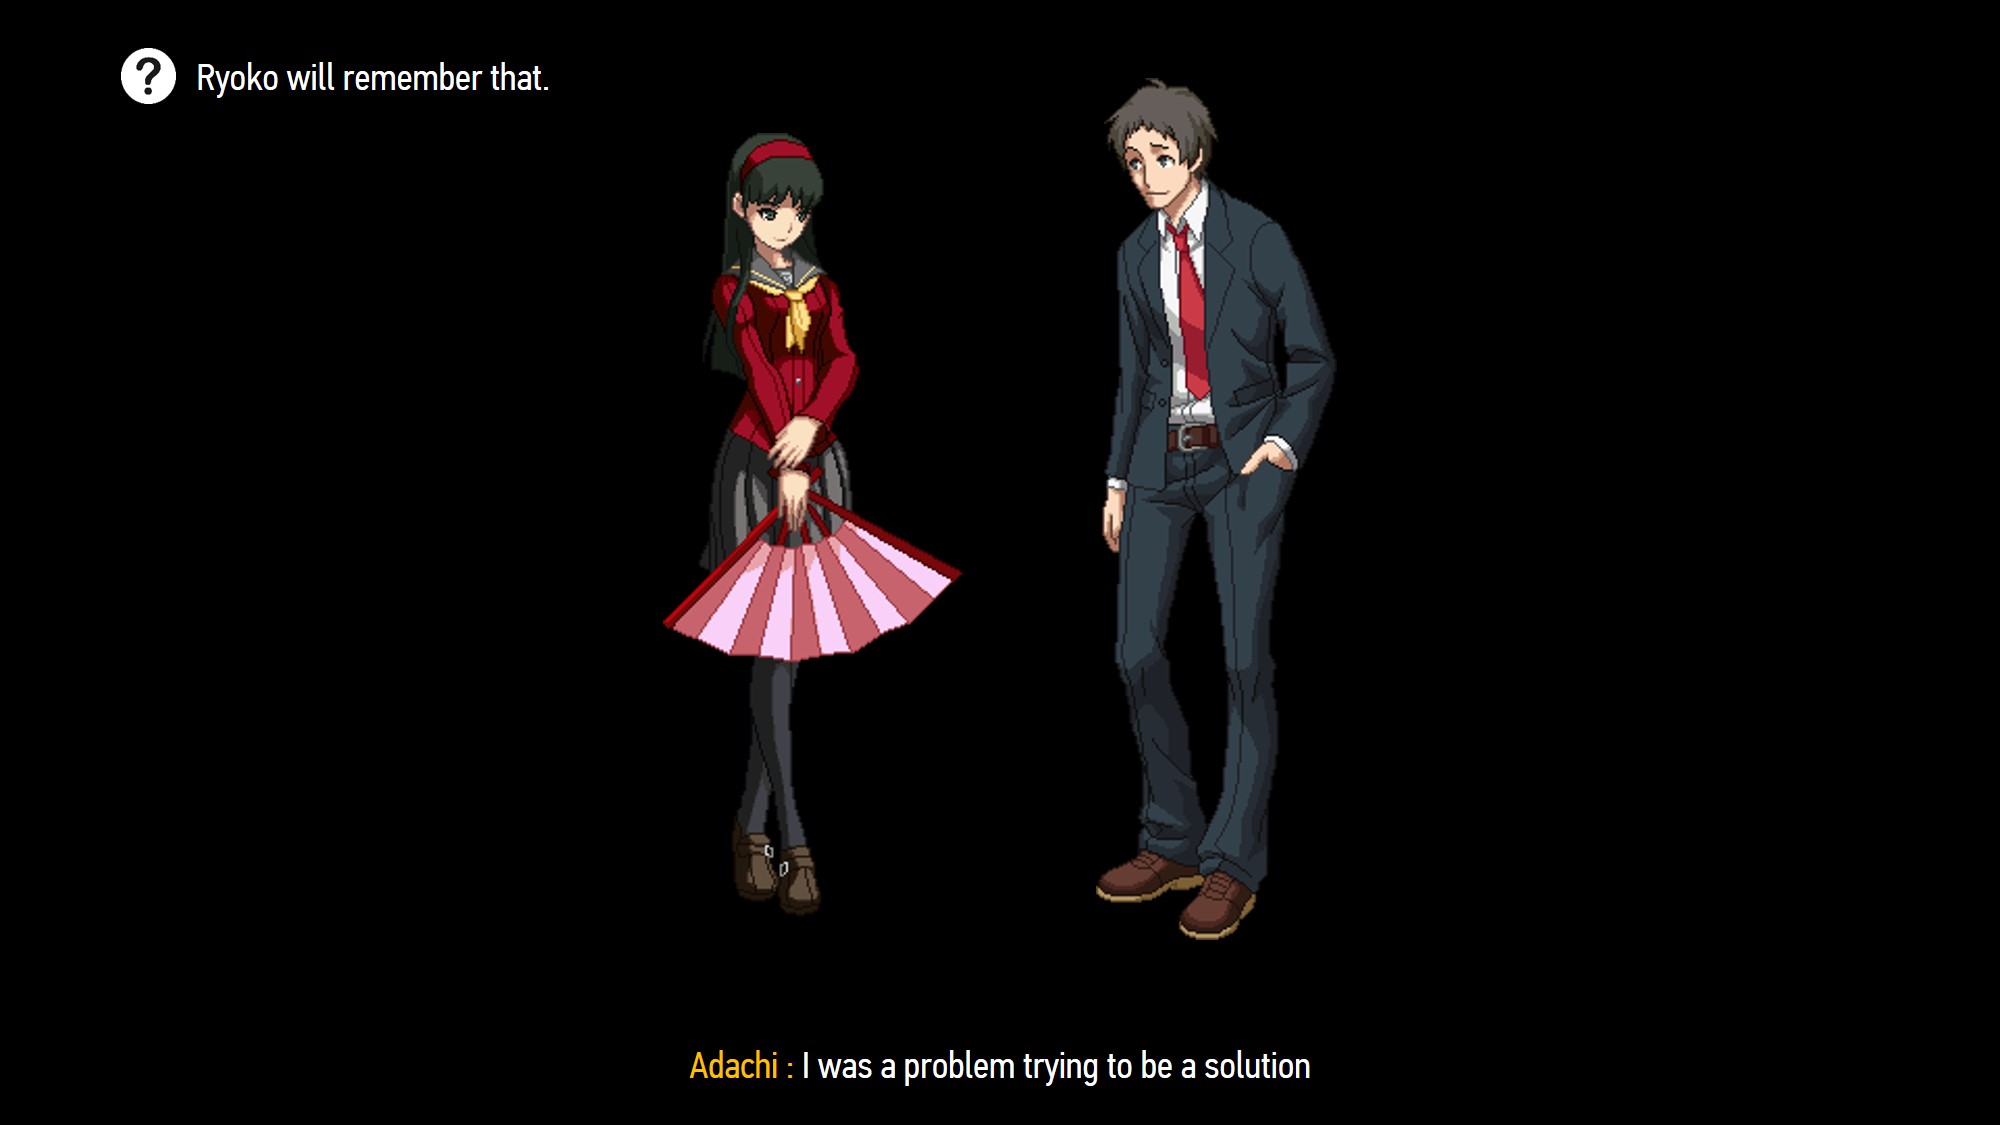 ? Ryoko will remember that.
Adachi : I was a problem trying to be a solution